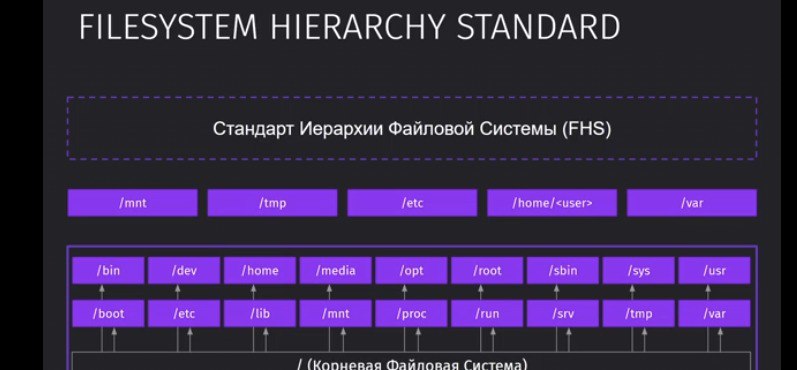 FILESYSTEM HIERARCHY STANDARD
Стандарт Иерархии Файловой Системы (FHS)
/mnt /tmp /etc /home/<user> /var
/bin /dev /home /media /opt /root /sbin /sys /usr
/boot /etc /lib /mnt /proc /run /srv /tmp /var
/ (Корневая Файловая Система)